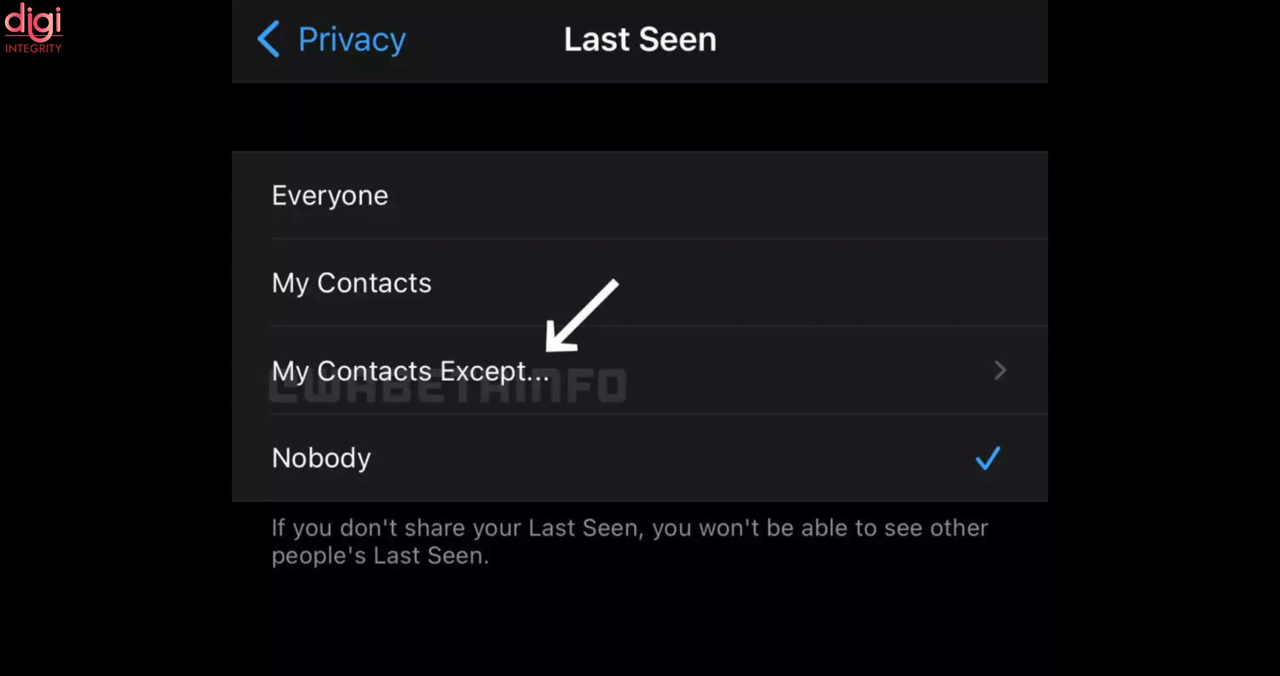 digi
INTEGRITY
Privacy
Last Seen
Everyone
My Contacts
My Contacts Except...
@WABETAINFO
Nobody
If you don't share your Last Seen, you won't be able to see other
people's Last Seen.